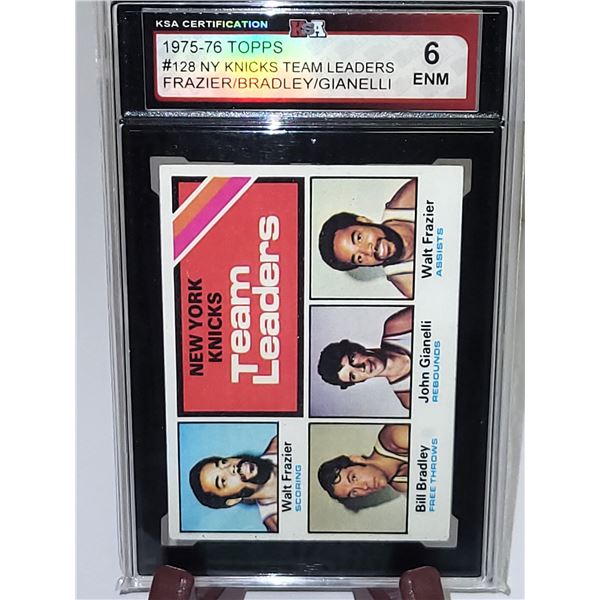 KSA CERTIFICATION
KSA
1975-76 TOPPS
#128 NY KNICKS TEAM LEADERS
FRAZIER/BRADLEY/GIANELLI
6
ENM
NEW YORK
KNICKS
Team
Leaders
Walt Frazier
SCORING
Bill Bradley
FREE THROWS
John Gianelli
REBOUNDS
Walt Frazier
ASSISTS